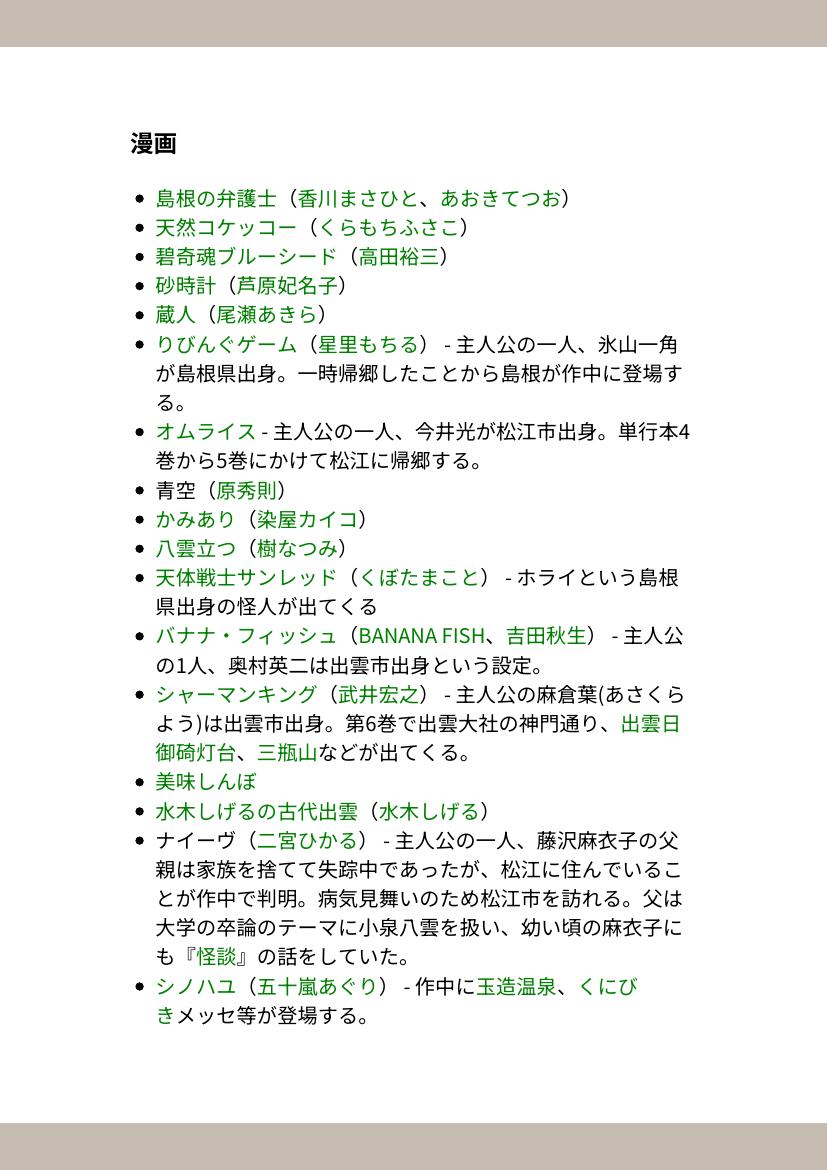 漫画
島根の弁護士（香川まさひと、あおきてつお）
天然コケッコー（くらもちふさこ）
碧奇魂ブルーシード（高田裕三）
砂時計（芦原妃名子）
蔵人（尾瀬あきら）
りびんぐゲーム（星里もちる） - 主人公の一人、氷山一角
が島根県出身。一時帰郷したことから島根が作中に登場す
る。
オムライス - 主人公の一人、今井光が松江市出身。単行本4
巻から5巻にかけて松江に帰郷する。
青空（原秀則）
かみあり（染屋カイコ）
八雲立つ（樹なつみ）
天体戦士サンレッド（くぼたまこと） - ホライという島根
県出身の怪人が出てくる
バナナ・フィッシュ（BANANA FISH、吉田秋生） - 主人公
の1人、奥村英二は出雲市出身という設定。
シャーマンキング（武井宏之） - 主人公の麻倉葉(あさくら
よう)は出雲市出身。第6巻で出雲大社の神門通り、出雲日
御碕灯台、三瓶山などが出てくる。
美味しんぼ
水木しげるの古代出雲（水木しげる）
ナイーヴ（二宮ひかる） - 主人公の一人、藤沢麻衣子の父
親は家族を捨てて失踪中であったが、松江に住んでいるこ
とが作中で判明。病気見舞いのため松江市を訪れる。父は
大学の卒論のテーマに小泉八雲を扱い、幼い頃の麻衣子に
も『怪談』の話をしていた。
シノハユ（五十嵐あぐり） - 作中に玉造温泉、くにび
きメッセ等が登場する。